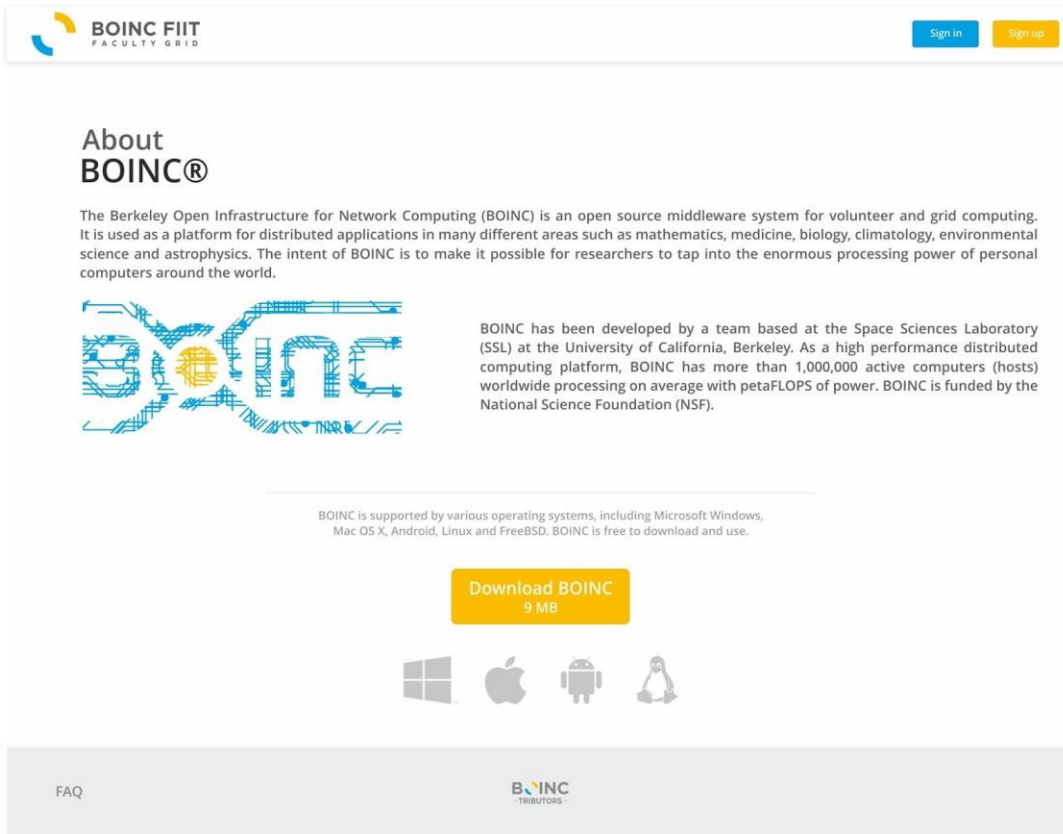 BOINC FIIT
FACULTY GRID
Sign in
Sign up
About
BOINC®
The Berkeley Open Infrastructure for Network Computing (BOINC) is an open source middleware system for volunteer and grid computing.
It is used as a platform for distributed applications in many different areas such as mathematics, medicine, biology, climatology, environmental
science and astrophysics. The intent of BOINC is to make it possible for researchers to tap into the enormous processing power of personal
computers around the world.
BOINC
BOINC has been developed by a team based at the Space Sciences Laboratory
(SSL) at the University of California, Berkeley. As a high performance distributed
computing platform, BOINC has more than 1,000,000 active computers (hosts)
worldwide processing on average with petaFLOPS of power. BOINC is funded by the
National Science Foundation (NSF).
BOINC is supported by various operating systems, including Microsoft Windows,
Mac OS X, Android, Linux and FreeBSD. BOINC is free to download and use.
Download BOINC
9 MB
FAQ
BOINC
TRIBUTORS